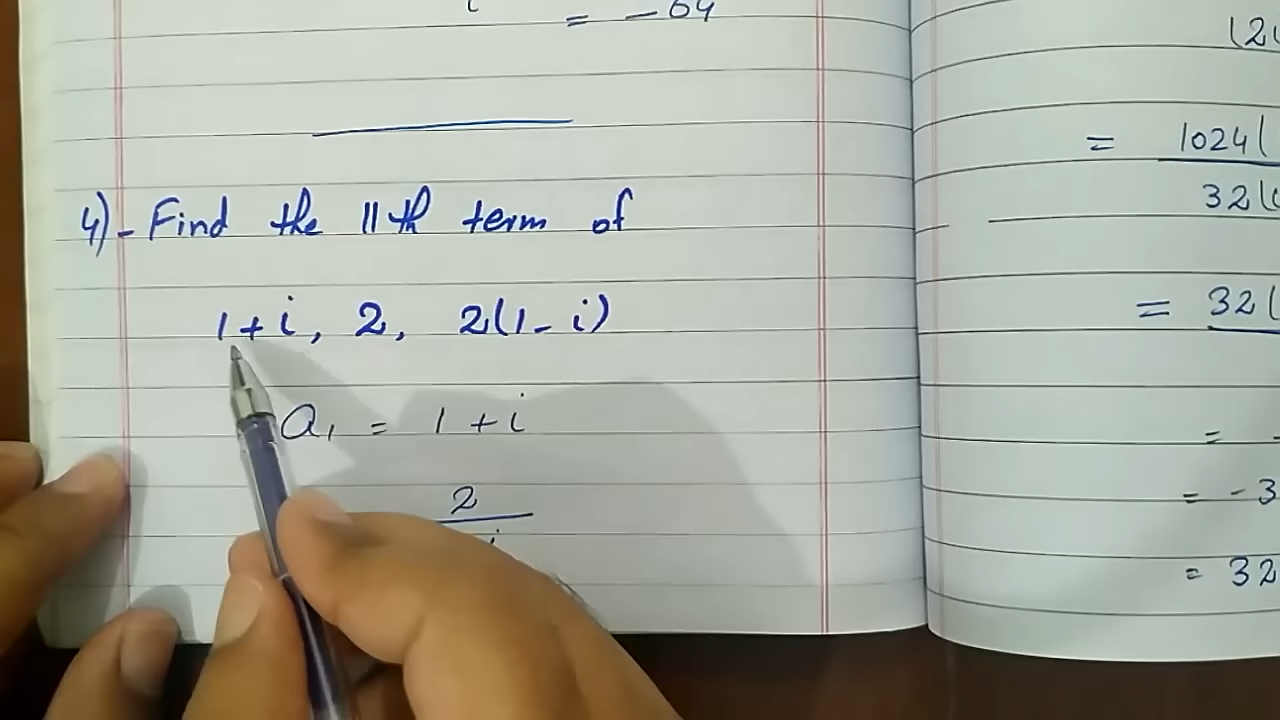 = -64
4)- Find the 11th term of
1+i, 2, 2(1-i)
a₁ = 1+i
2
i
(2i
= 1024(
32(
= 32(
=
= -3
= 32